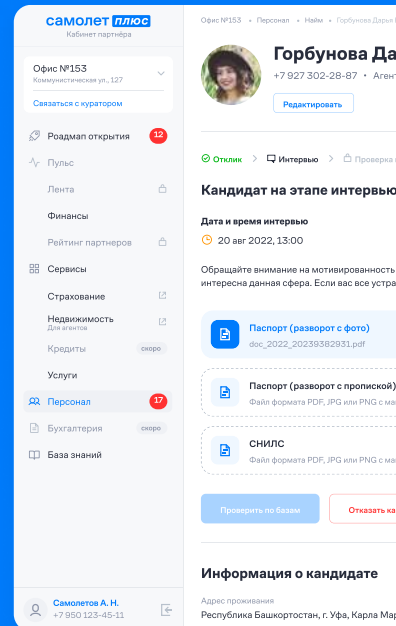 самолет плюс
Кабинет партнёра
Офис №153
Коммунистическая ул., 127
Связаться с куратором
Роадмап открытия 12
Пульс
Лента
Финансы
Рейтинг партнеров
Сервисы
Страхование
Недвижимость
Для агентов
Кредиты скоро
Услуги
Персонал 17
Бухгалтерия скоро
База знаний
Самолетов А. Н.
+7 950 123-45-11
Офис №153 • Персонал • Найм • Горбунова Дарья
Горбунова Да
+7 927 302-28-87 • Агент
Редактировать
Отклик Интервью Проверка
Кандидат на этапе интервью
Дата и время интервью
20 авг 2022, 13:00
Обращайте внимание на мотивированность
интересна данная сфера. Если вас все устра
Паспорт (разворот с фото)
doc_2022_20239382931.pdf
Паспорт (разворот с пропиской)
Файл формата PDF, JPG или PNG с ма
СНИЛС
Файл формата PDF, JPG или PNG с ма
Проверить по базам
Отказать ка
Информация о кандидате
Адрес проживания
Республика Башкортостан, г. Уфа, Карла Мар